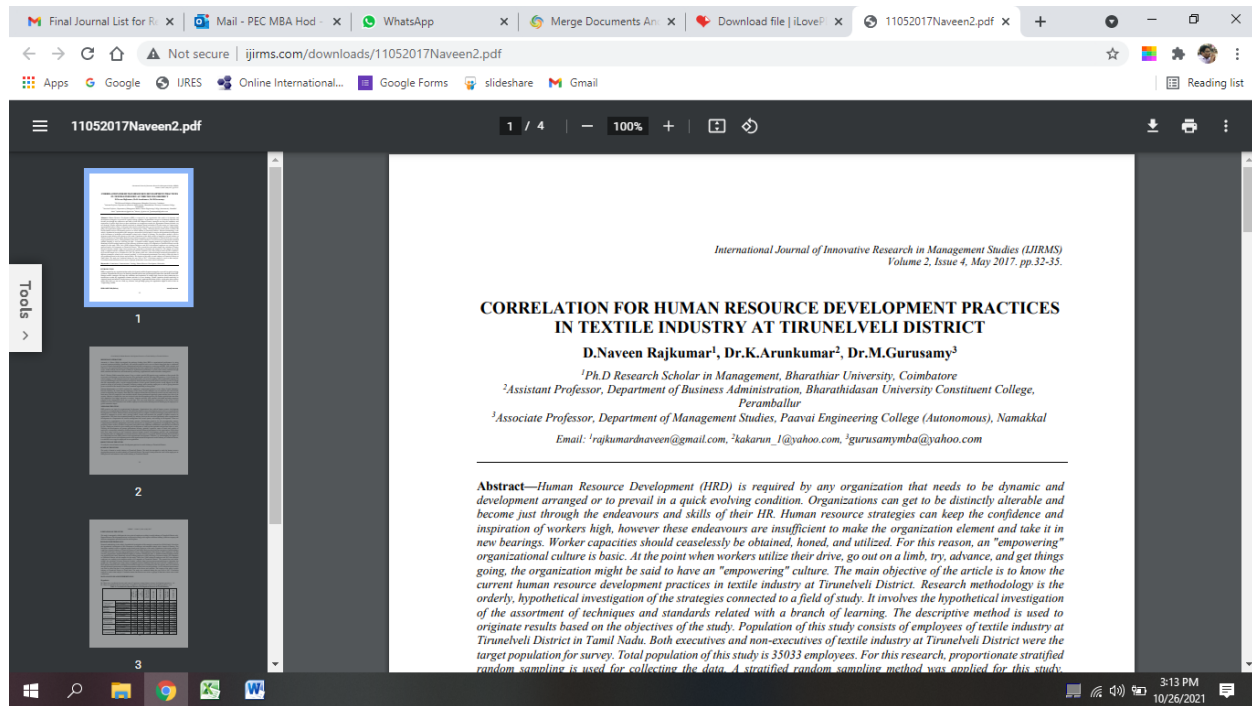 Final Journal List for Re
Mail - PEC MBA Hod -
WhatsApp
Merge Documents An
Download file | iLoveP
11052017Naveen2.pdf
Not secure | ijirms.com/downloads/11052017Naveen2.pdf
Apps Google IJRES Online International... Google Forms slideshare Gmail Reading list
11052017Naveen2.pdf 1 / 4 | — 100% + |
Tools
1
2
3
International Journal of Innovative Research in Management Studies (IJIRMS)
Volume 2, Issue 4, May 2017. pp.32-35.
CORRELATION FOR HUMAN RESOURCE DEVELOPMENT PRACTICES
IN TEXTILE INDUSTRY AT TIRUNELVELI DISTRICT
D.Naveen Rajkumar1, Dr.K.Arunkumar2, Dr.M.Gurusamy3
1Ph.D Research Scholar in Management, Bharathiar University, Coimbatore
2Assistant Professor, Department of Business Administration, Bharathidasan University Constituent College,
Peramballur
3Associate Professor, Department of Management Studies, Paavai Engineering College (Autonomous), Namakkal
Email: 1rajkumardnaveen@gmail.com, 2kakarun_1@yahoo.com, 3gurusamymba@yahoo.com
Abstract—Human Resource Development (HRD) is required by any organization that needs to be dynamic and
development arranged or to prevail in a quick evolving condition. Organizations can get to be distinctly alterable and
become just through the endeavours and skills of their HR. Human resource strategies can keep the confidence and
inspiration of workers high, however these endeavours are insufficient to make the organization element and take it in
new bearings. Worker capacities should ceaselessly be obtained, honed, and utilized. For this reason, an "empowering"
organizational culture is basic. At the point when workers utilize their drive, go out on a limb, try, advance, and get things
going, the organization might be said to have an "empowering" culture. The main objective of the article is to know the
current human resource development practices in textile industry at Tirunelveli District. Research methodology is the
orderly, hypothetical investigation of the strategies connected to a field of study. It involves the hypothetical investigation
of the assortment of techniques and standards related with a branch of learning. The descriptive method is used to
originate results based on the objectives of the study. Population of this study consists of employees of textile industry at
Tirunelveli District in Tamil Nadu. Both executives and non-executives of textile industry at Tirunelveli District were the
target population for survey. Total population of this study is 35033 employees. For this research, proportionate stratified
random sampling is used for collecting the data. A stratified random sampling method was applied for this study.
3:13 PM
10/26/2021